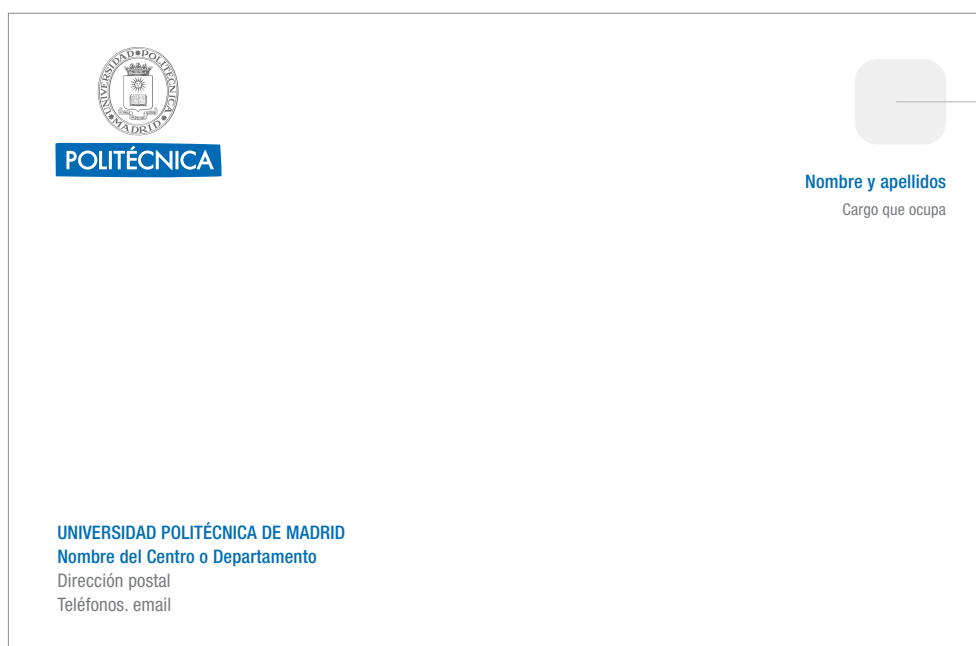 UNIVERSIDAD POLITÉCNICA
MADRID
POLITÉCNICA
Nombre y apellidos
Cargo que ocupa
UNIVERSIDAD POLITÉCNICA DE MADRID
Nombre del Centro o Departamento
Dirección postal
Teléfonos. email